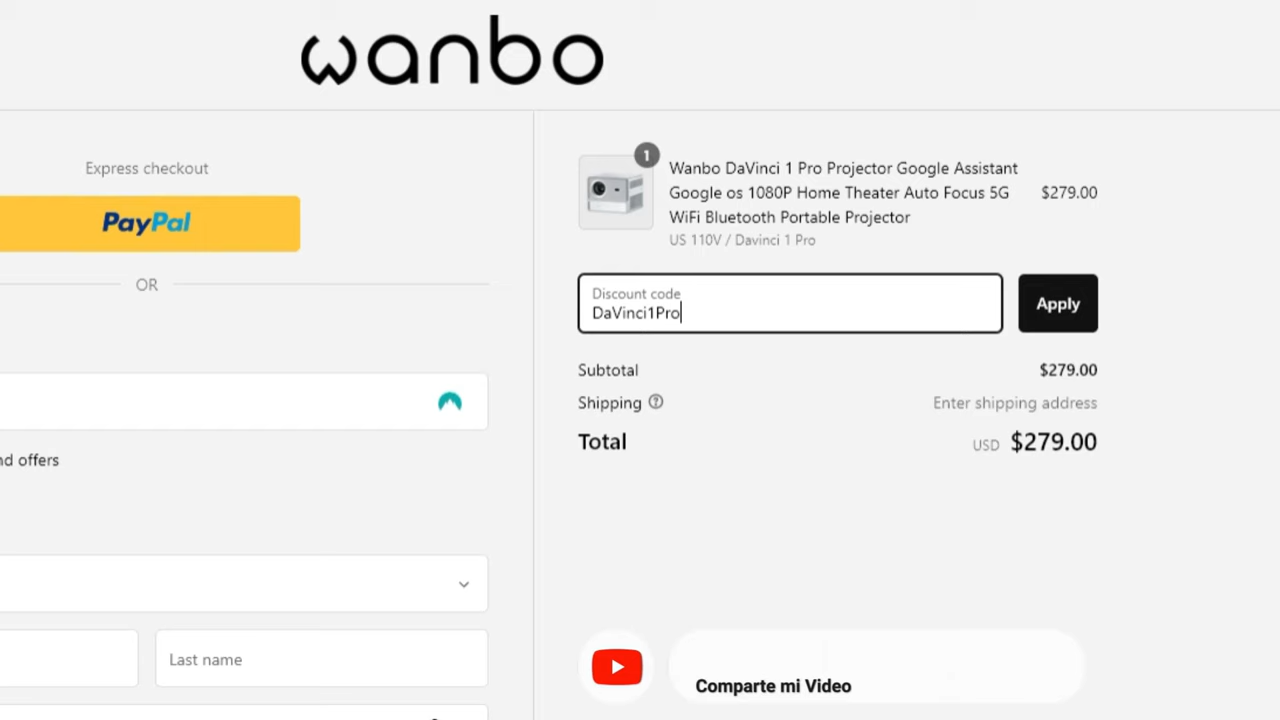 wanbo
Express checkout
PayPal
OR
nd offers
Last name
1
Wanbo DaVinci 1 Pro Projector Google Assistant
Google os 1080P Home Theater Auto Focus 5G
WiFi Bluetooth Portable Projector
$279.00
US 110V / Davinci 1 Pro
Discount code
DaVinci1Pro
Apply
Subtotal $279.00
Shipping ? Enter shipping address
Total USD $279.00
Comparte mi Video